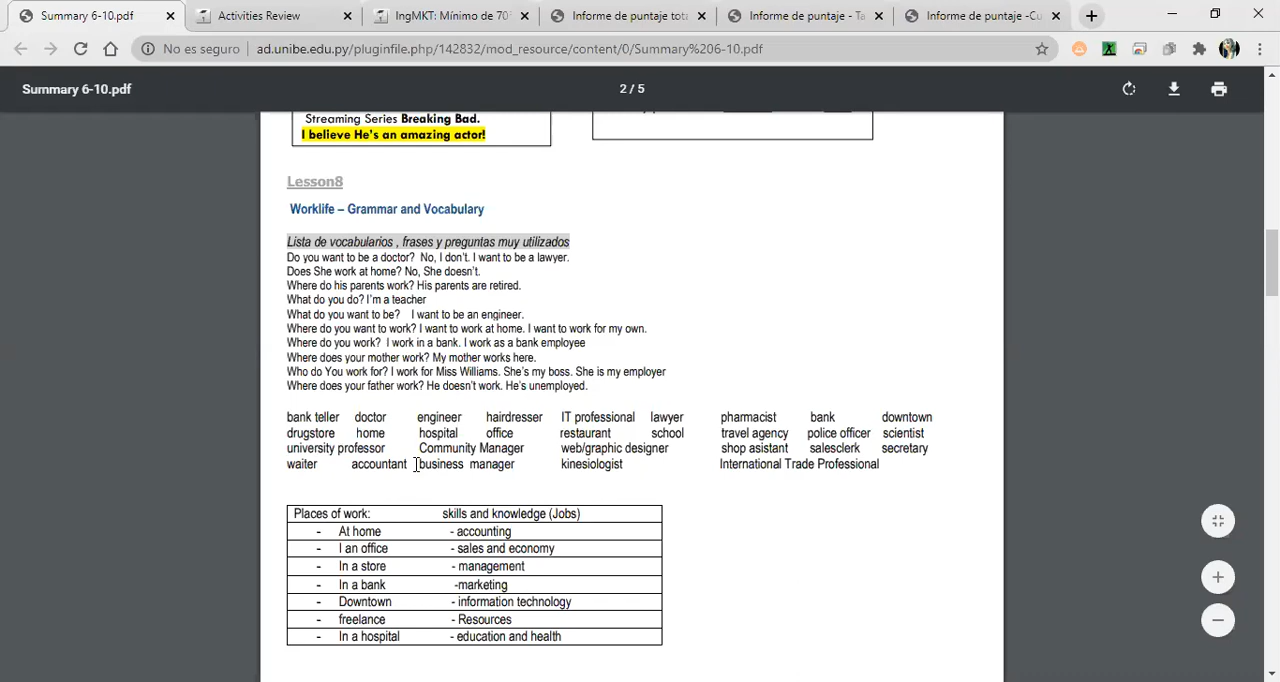 Summary 6-10.pdf
Activities Review
IngMKT: Mínimo de 70
Informe de puntaje tota
Informe de puntaje - Ta
Informe de puntaje -Cu
No es seguro
ad.unibe.edu.py/pluginfile.php/142832/mod_resource/content/0/Summary%206-10.pdf
Summary 6-10.pdf
2 / 5
Streaming Series Breaking Bad.
I believe He's an amazing actor!
Lesson8
Worklife – Grammar and Vocabulary
Lista de vocabularios , frases y preguntas muy utilizados
Do you want to be a doctor? No, I don't. I want to be a lawyer.
Does She work at home? No, She doesn't.
Where do his parents work? His parents are retired.
What do you do? I'm a teacher
What do you want to be? I want to be an engineer.
Where do you want to work? I want to work at home. I want to work for my own.
Where do you work? I work in a bank. I work as a bank employee
Where does your mother work? My mother works here.
Who do You work for? I work for Miss Williams. She's my boss. She is my employer
Where does your father work? He doesn't work. He's unemployed.
bank teller doctor engineer hairdresser IT professional lawyer pharmacist bank downtown
drugstore home hospital office restaurant school travel agency police officer scientist
university professor Community Manager web/graphic designer shop asistant salesclerk secretary
waiter accountant business manager kinesiologist International Trade Professional
Places of work: skills and knowledge (Jobs)
- At home - accounting
- I an office - sales and economy
- In a store - management
- In a bank -marketing
- Downtown - information technology
- freelance - Resources
- In a hospital - education and health